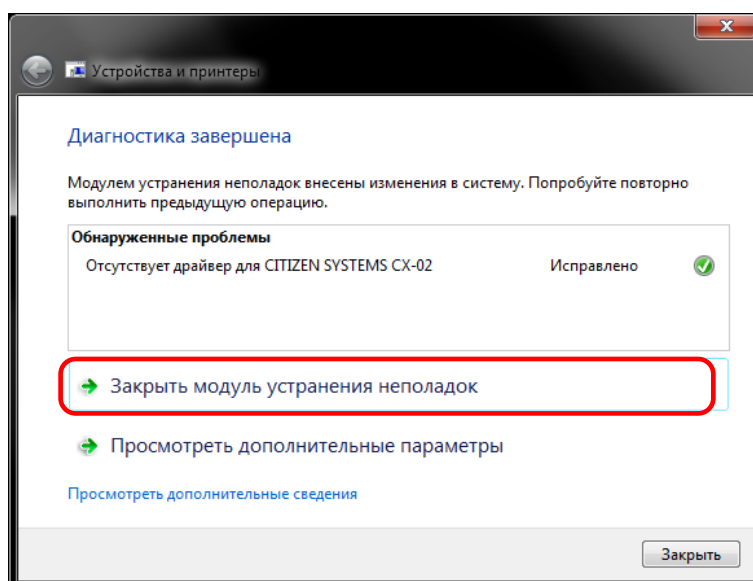 Устройства и принтеры
Диагностика завершена
Модулем устранения неполадок внесены изменения в систему. Попробуйте повторно
выполнить предыдущую операцию.
Обнаруженные проблемы
Отсутствует драйвер для CITIZEN SYSTEMS CX-02 Исправлено
Закрыть модуль устранения неполадок
Просмотреть дополнительные параметры
Просмотреть дополнительные сведения
Закрыть